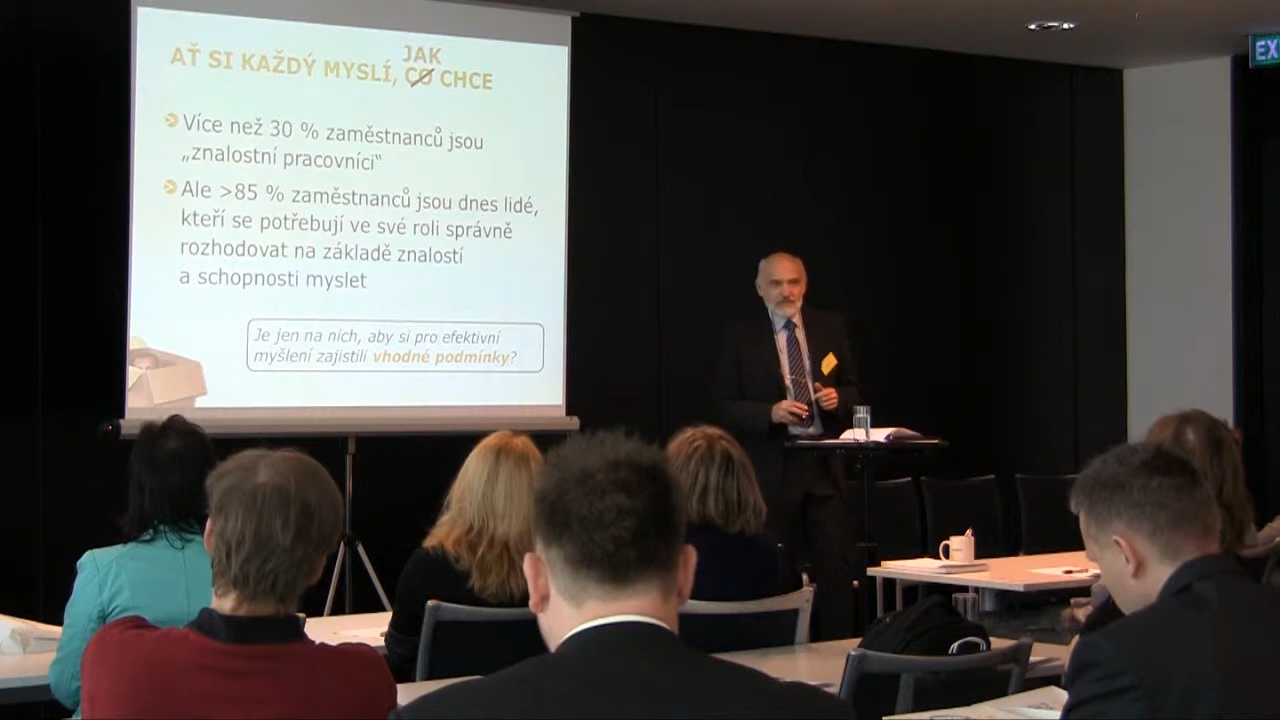 JAK
AŤ SI KAŽDÝ MYSLÍ, CO CHCE
Více než 30 % zaměstnanců jsou
„znalostní pracovníci“
Ale >85 % zaměstnanců jsou dnes lidé,
kteří se potřebují ve své roli správně
rozhodovat na základě znalostí
a schopnosti myslet
Je jen na nich, aby si pro efektivní
myšlení zajistili vhodné podmínky?
EX